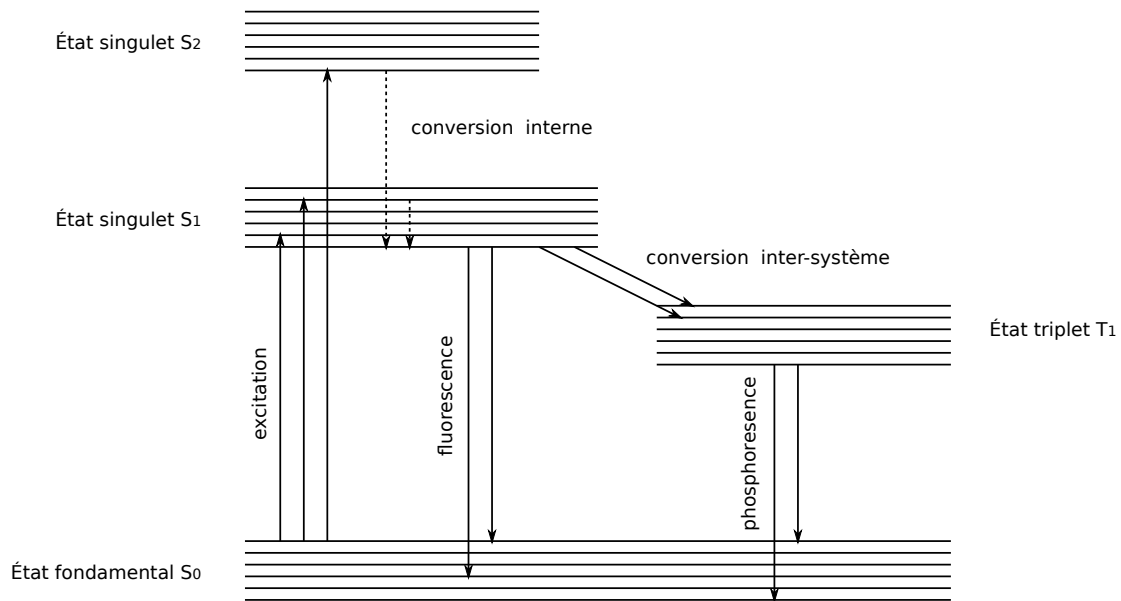 État singulet S2
conversion  interne
État singulet S1
conversion  inter-système
État triplet T1
excitation
fluorescence
phosphoresence
État fondamental S0